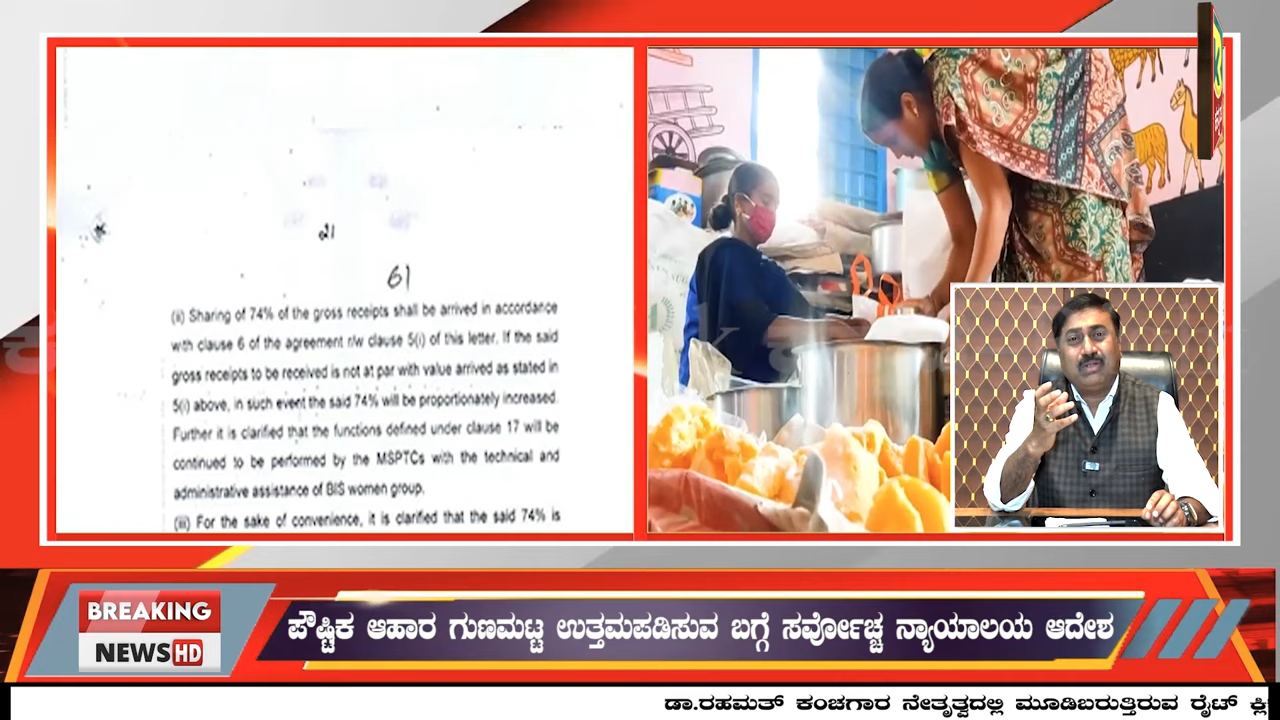 21
61
(ii) Sharing of 74% of the gross receipts shall be arrived in accordance
with clause 6 of the agreement r/w clause 5(i) of this letter. If the said
gross receipts to be received is not at par with value arrived as stated in
5(i) above, in such event the said 74% will be proportionately increased.
Further it is clarified that the functions defined under clause 17 will be
continued to be performed by the MSPTCs with the technical and
administrative assistance of BIS women group.
(iii) For the sake of convenience, it is clarified that the said 74% is
BREAKING
NEWS HD
ಪೌಷ್ಟಿಕ ಆಹಾರ ಗುಣಮಟ್ಟ ಉತ್ತಮಪಡಿಸುವ ಬಗ್ಗೆ ಸರ್ವೋಚ್ಚ ನ್ಯಾಯಾಲಯ ಆದೇಶ
ಡಾ.ರಹಮತ್ ಕಂಚಗಾರ ನೇತೃತ್ವದಲ್ಲಿ ಮೂಡಿಬರುತ್ತಿರುವ ರೈಟ್